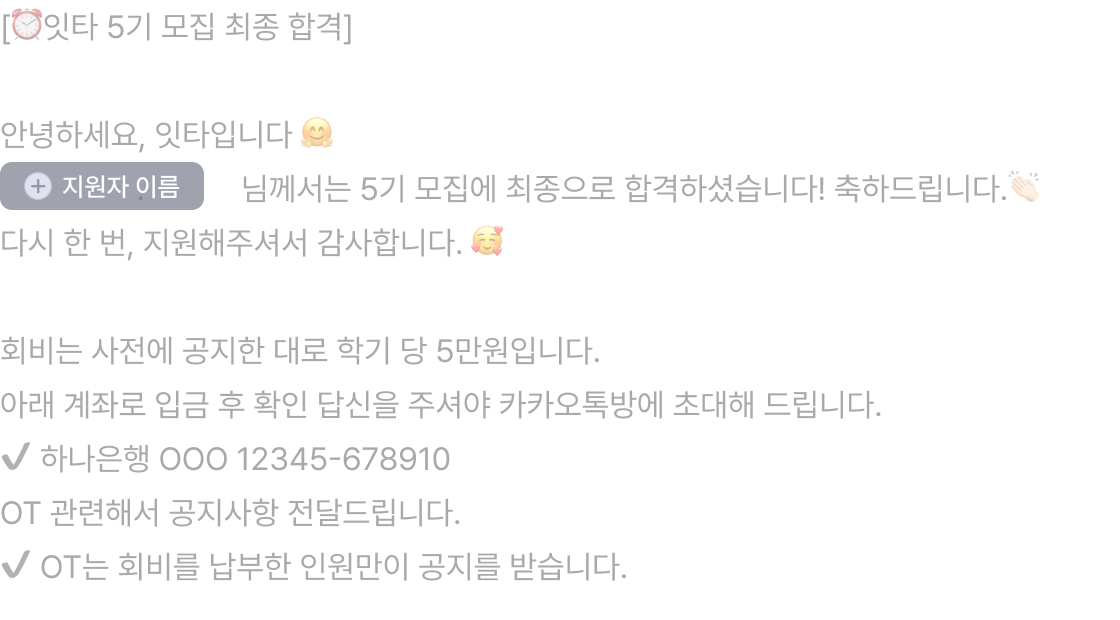 [⏰잇타 5기 모집 최종 합격]
안녕하세요, 잇타입니다 🤗
지원자 이름 님께서는 5기 모집에 최종으로 합격하셨습니다! 축하드립니다.👏🏻
다시 한 번, 지원해주셔서 감사합니다. 🥰
회비는 사전에 공지한 대로 학기 당 5만원입니다.
아래 계좌로 입금 후 확인 답신을 주셔야 카카오톡방에 초대해 드립니다.
✔ 하나은행 OOO 12345-678910
OT 관련해서 공지사항 전달드립니다.
✔ OT는 회비를 납부한 인원만이 공지를 받습니다.